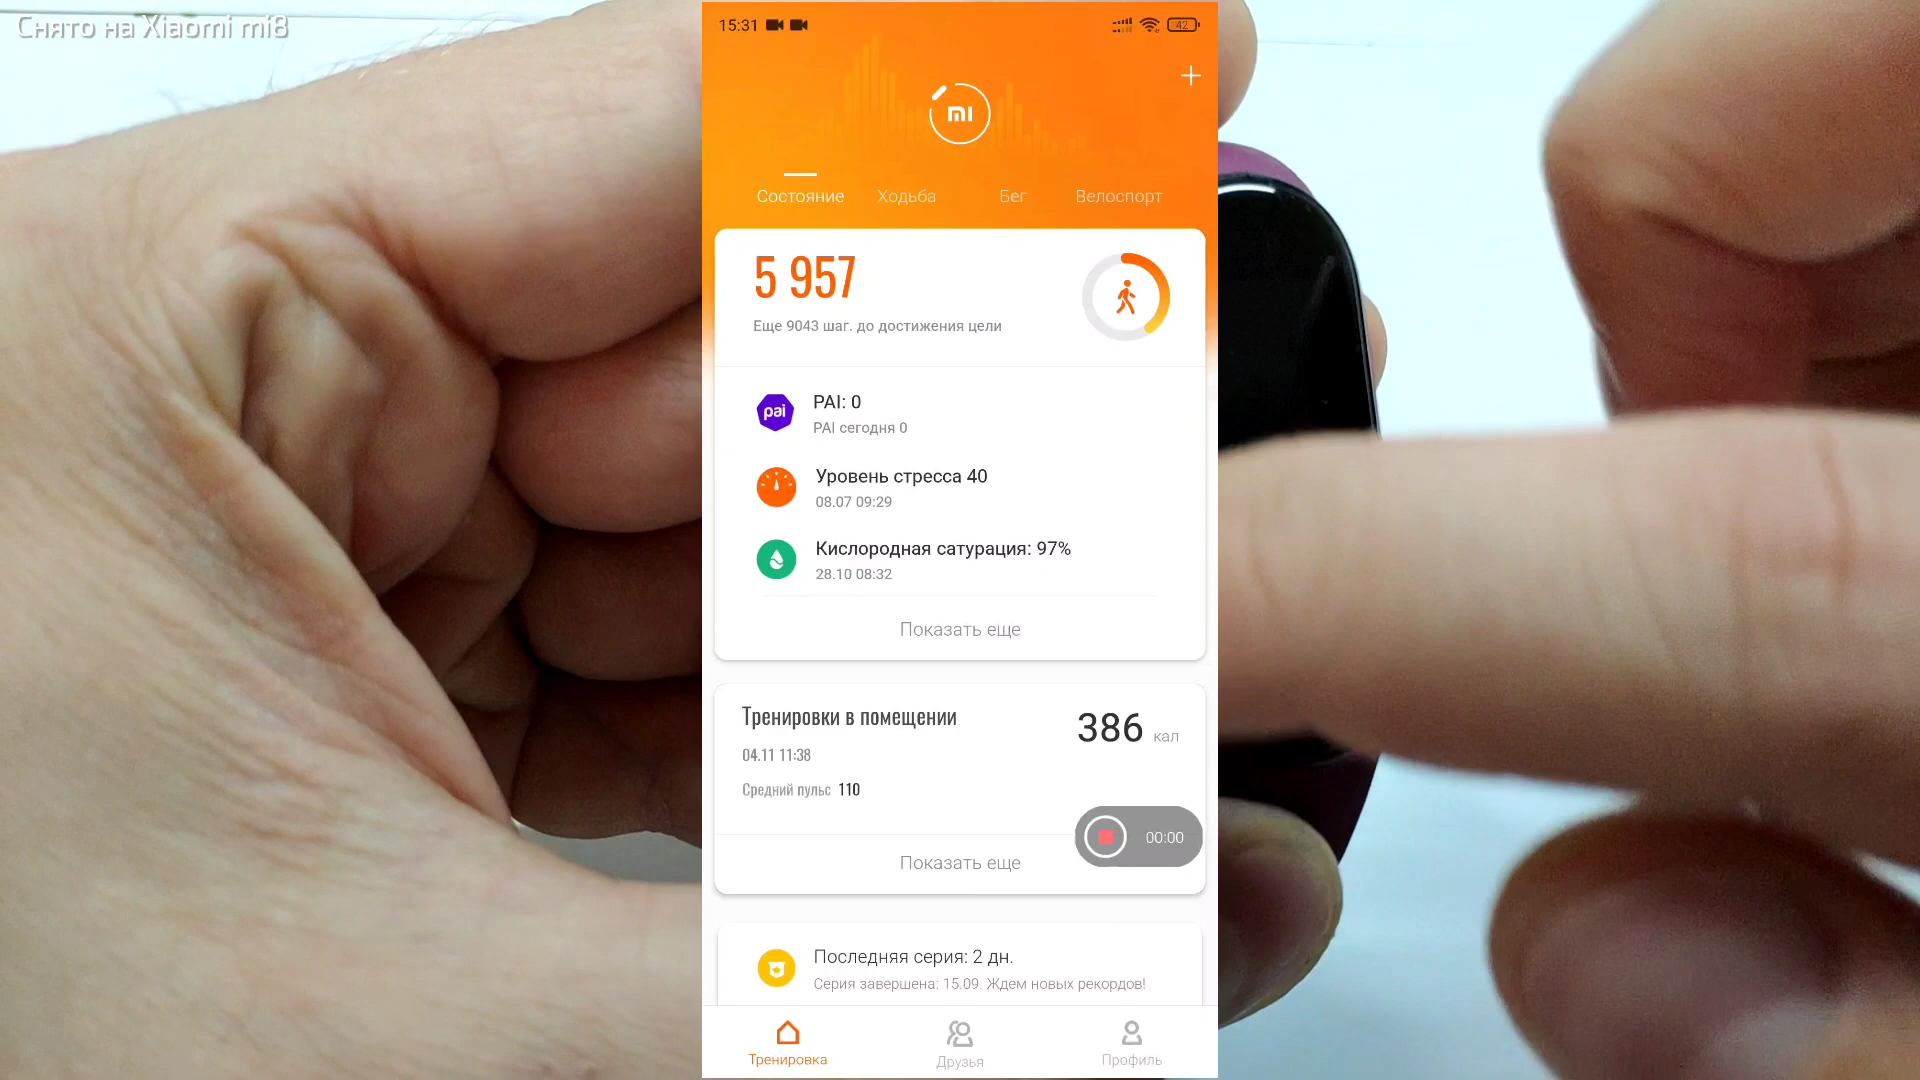 Снято на Xiaomi mi8
15:31
42
mi
Состояние Ходьба Бег Велоспорт
5 957
Еще 9043 шаг. до достижения цели
pai
PAI: 0
PAI сегодня 0
Уровень стресса 40
08.07 09:29
Кислородная сатурация: 97%
28.10 08:32
Показать еще
Тренировки в помещении
386 кал
04.11 11:38
Средний пульс 110
00:00
Показать еще
Последняя серия: 2 дн.
Серия завершена: 15.09. Ждем новых рекордов!
Тренировка Друзья Профиль